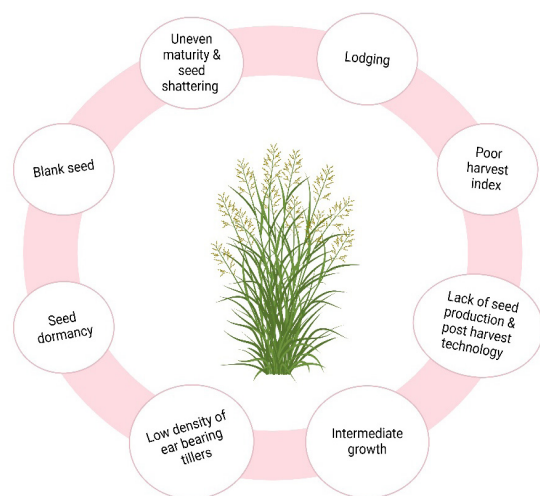 Uneven
maturity &
seed
shattering
Lodging
Poor
harvest
index
Lack of seed
production &
post harvest
technology
Intermediate
growth
Low density of
ear bearing
tillers
Seed
dormancy
Blank seed